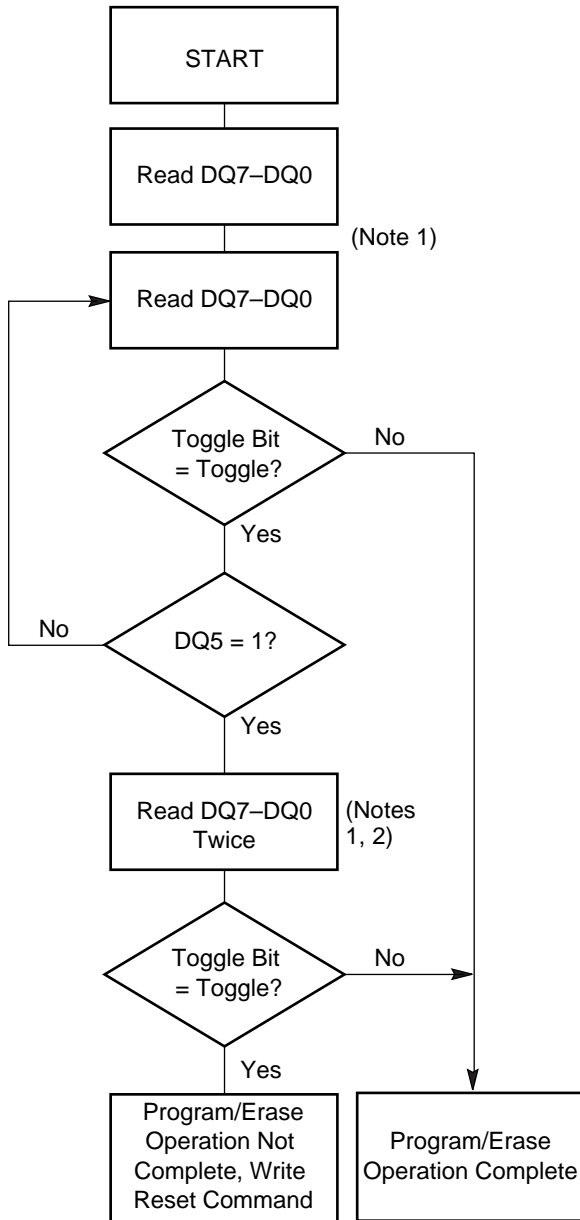 START
Read DQ7–DQ0
(Note 1)
Read DQ7–DQ0
Toggle Bit
= Toggle?
No
Yes
DQ5 = 1?
No
Yes
Read DQ7–DQ0
Twice
(Notes
1, 2)
Toggle Bit
= Toggle?
No
Yes
Program/Erase
Operation Not
Complete, Write
Reset Command
Program/Erase
Operation Complete